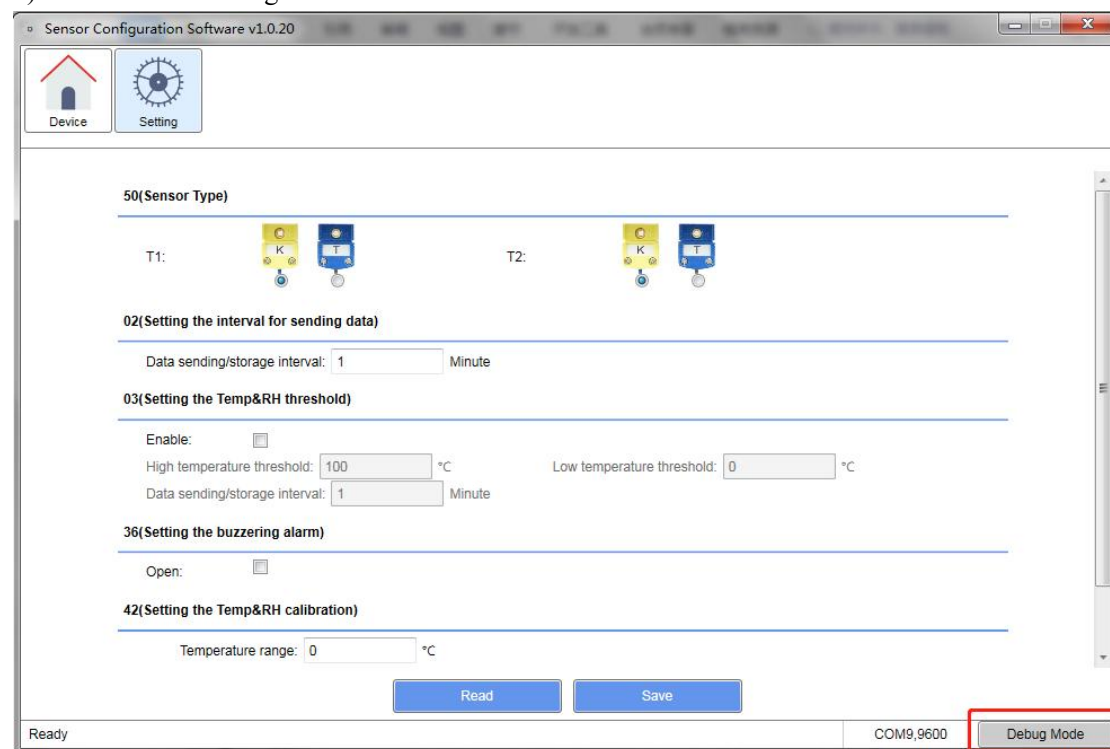 Sensor Configuration Software v1.0.20
Device
Setting
50(Sensor Type)
T1:
K
T
T2:
K
T
02(Setting the interval for sending data)
Data sending/storage interval: 1 Minute
03(Setting the Temp&RH threshold)
Enable:
High temperature threshold: 100 °C Low temperature threshold: 0 °C
Data sending/storage interval: 1 Minute
36(Setting the buzzering alarm)
Open:
42(Setting the Temp&RH calibration)
Temperature range: 0 °C
Read Save
Ready COM9,9600 Debug Mode